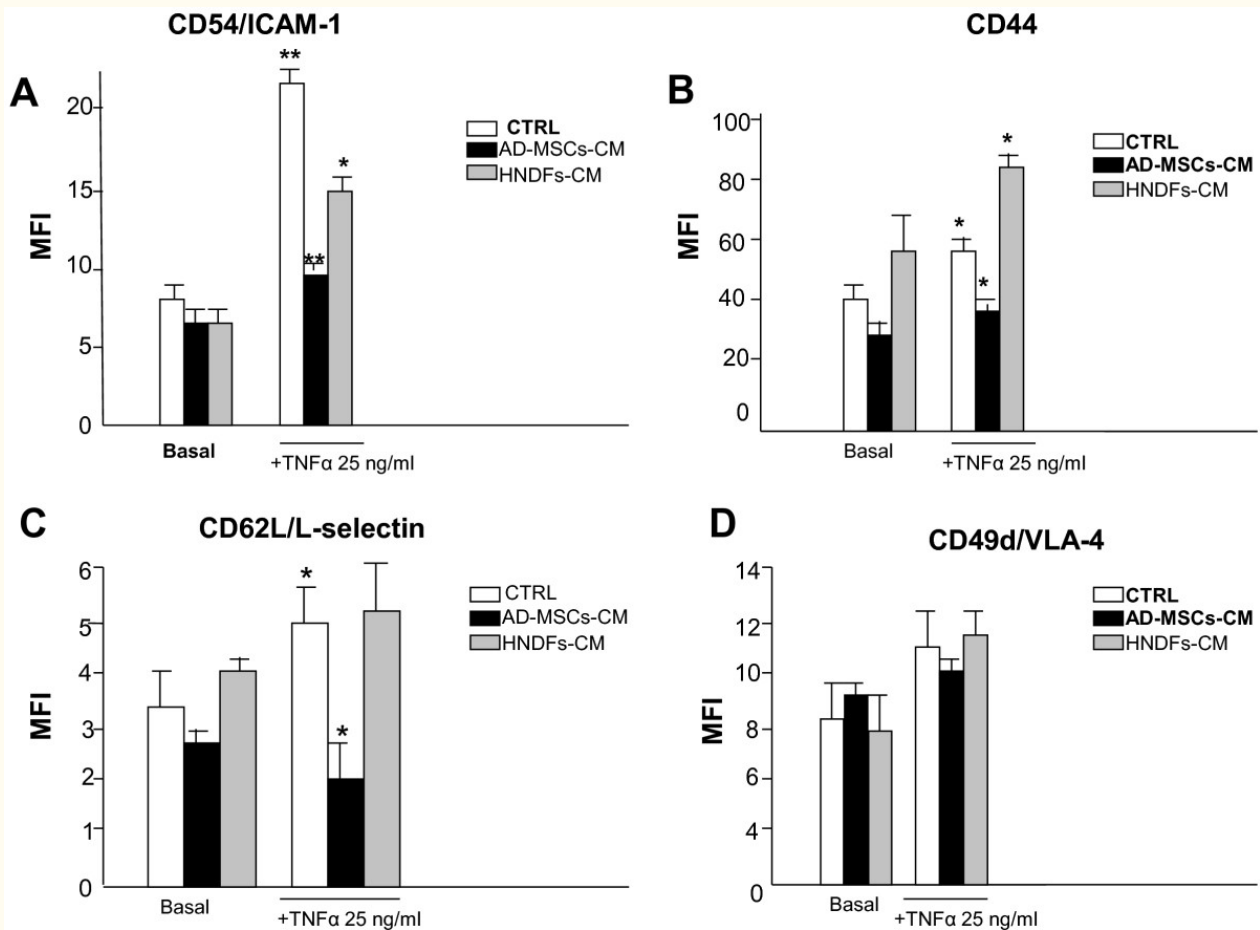 CD54/ICAM-1
A
MFI
20
15
10
5
0
**
**
*
CTRL
AD-MSCs-CM
HNDFs-CM
Basal
+TNFα 25 ng/ml
CD44
B
MFI
100
80
60
40
20
0
*
*
*
CTRL
AD-MSCs-CM
HNDFs-CM
Basal
+TNFα 25 ng/ml
CD62L/L-selectin
C
MFI
6
5
4
3
2
1
0
*
*
CTRL
AD-MSCs-CM
HNDFs-CM
Basal
+TNFα 25 ng/ml
CD49d/VLA-4
D
MFI
14
12
10
8
6
4
0
CTRL
AD-MSCs-CM
HNDFs-CM
Basal
+TNFα 25 ng/ml